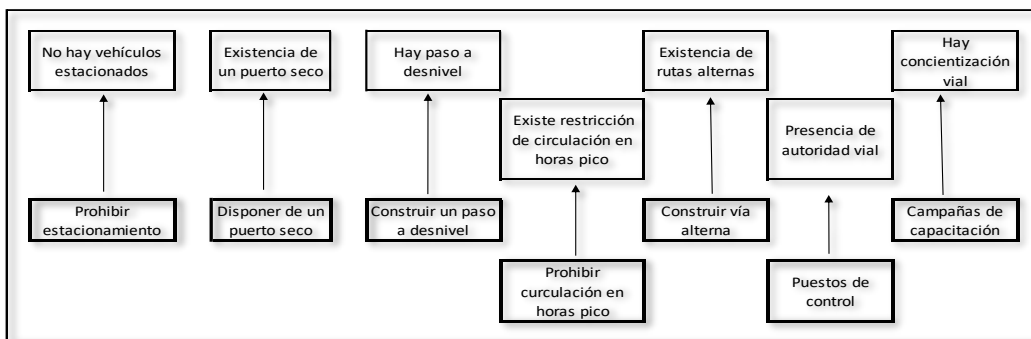 No hay vehículos
estacionados
Existencia de
un puerto seco
Hay paso a
desnivel
Existencia de
rutas alternas
Hay
concientización
vial
Existe restricción
de circulación en
horas pico
Presencia de
autoridad vial
Prohibir
estacionamiento
Disponer de un
puerto seco
Construir un paso
a desnivel
Construir vía
alterna
Campañas de
capacitación
Prohibir
curculación en
horas pico
Puestos de
control